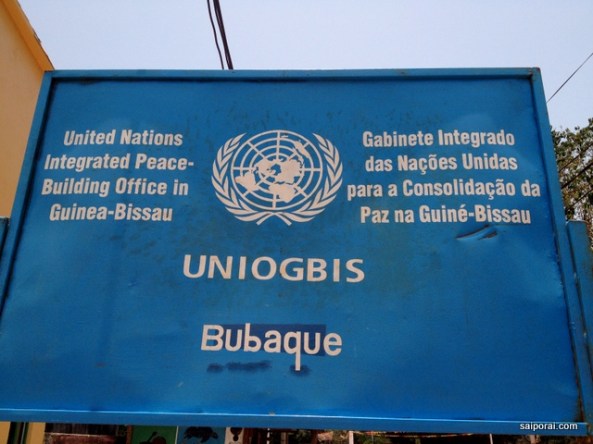 United Nations
Integrated Peace-
Building Office in
Guinea-Bissau
Gabinete Integrado
das Nações Unidas
para a Consolidação da
Paz na Guiné-Bissau
UNIOGBIS
Bubaque
saiporai.com